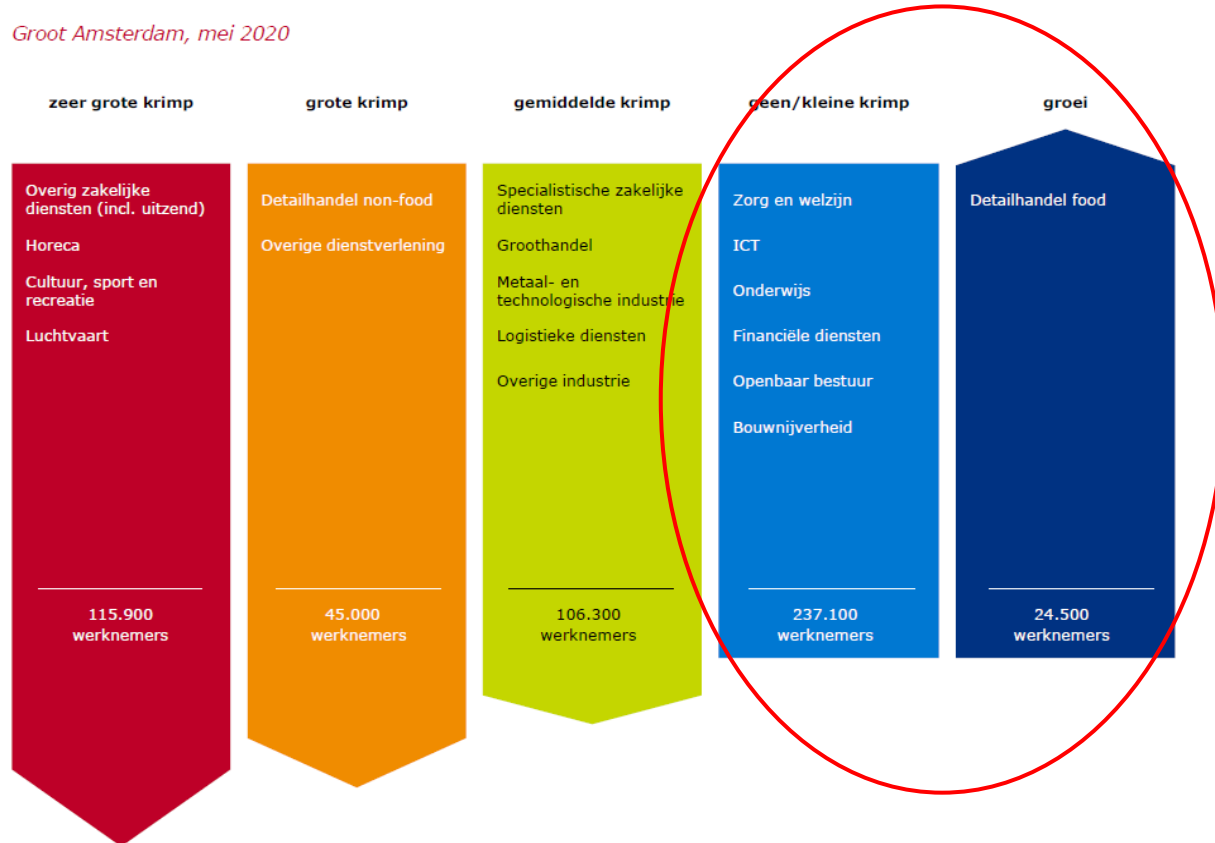 Groot Amsterdam, mei 2020
zeer grote krimp
Overig zakelijke
diensten (incl. uitzend)
Horeca
Cultuur, sport en
recreatie
Luchtvaart
115.900
werknemers
grote krimp
Detailhandel non-food
Overige dienstverlening
45.000
werknemers
gemiddelde krimp
Specialistische zakelijke
diensten
Groothandel
Metaal- en
technologische industrie
Logistieke diensten
Overige industrie
106.300
werknemers
geen/kleine krimp
Zorg en welzijn
ICT
Onderwijs
Financiële diensten
Openbaar bestuur
Bouwnijverheid
237.100
werknemers
groei
Detailhandel food
24.500
werknemers